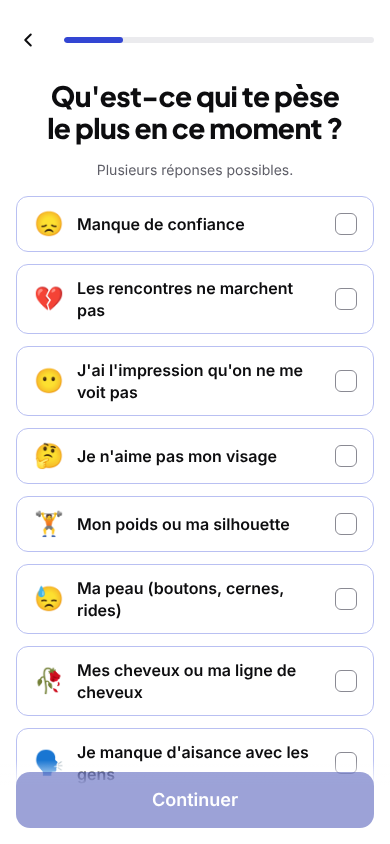 Qu'est-ce qui te pèse
le plus en ce moment ?
Plusieurs réponses possibles.
Manque de confiance
Les rencontres ne marchent
pas
J'ai l'impression qu'on ne me
voit pas
Je n'aime pas mon visage
Mon poids ou ma silhouette
Ma peau (boutons, cernes,
rides)
Mes cheveux ou ma ligne de
cheveux
Je manque d'aisance avec les
gens
Continuer